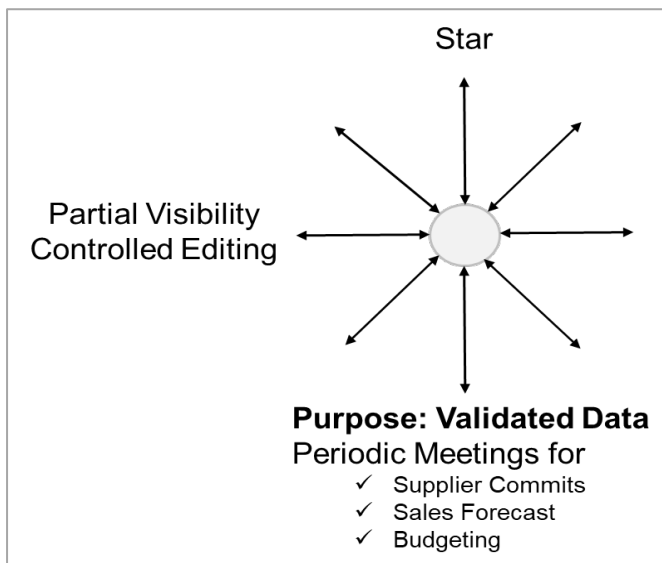 Star
Partial Visibility
Controlled Editing
Purpose: Validated Data
Periodic Meetings for
✓ Supplier Commits
✓ Sales Forecast
✓ Budgeting